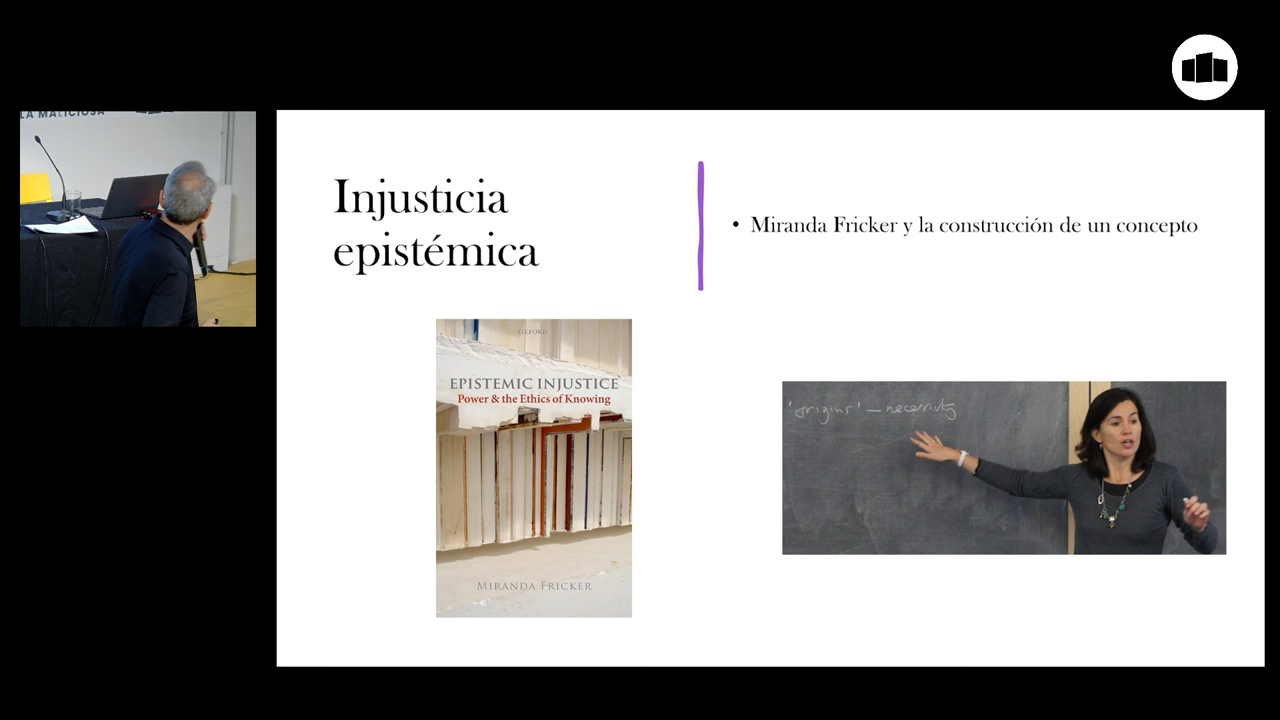 LA MALICIOSA
Injusticia
epistémica
• Miranda Fricker y la construcción de un concepto
OXFORD
EPISTEMIC INJUSTICE
Power & the Ethics of Knowing
MIRANDA FRICKER
'origins' – necessity